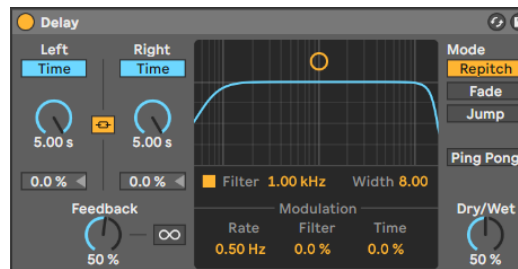 Delay
Left
Right
Mode
Time
Time
Repitch
Fade
Jump
5.00 s
5.00 s
Ping Pong
0.0 %
0.0 %
Filter 1.00 kHz Width 8.00
Feedback
Modulation
Dry/Wet
Rate Filter Time
0.50 Hz 0.0 % 0.0 %
50 %
50 %